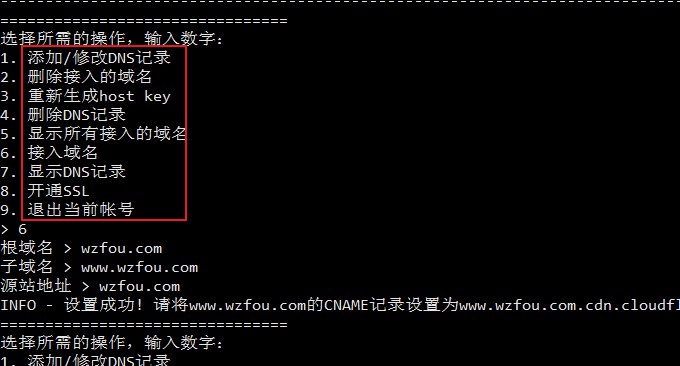 ===============================
选择所需的操作，输入数字：
1. 添加/修改DNS记录
2. 删除接入的域名
3. 重新生成host key
4. 删除DNS记录
5. 显示所有接入的域名
6. 接入域名
7. 显示DNS记录
8. 开通SSL
9. 退出当前帐号
> 6
根域名 > wzfou.com
子域名 > www.wzfou.com
源站地址 > wzfou.com
INFO - 设置成功！请将www.wzfou.com的CNAME记录设置为www.wzfou.com.cdn.cloudfl
===============================
选择所需的操作，输入数字：
1. 添加/修改DNS记录